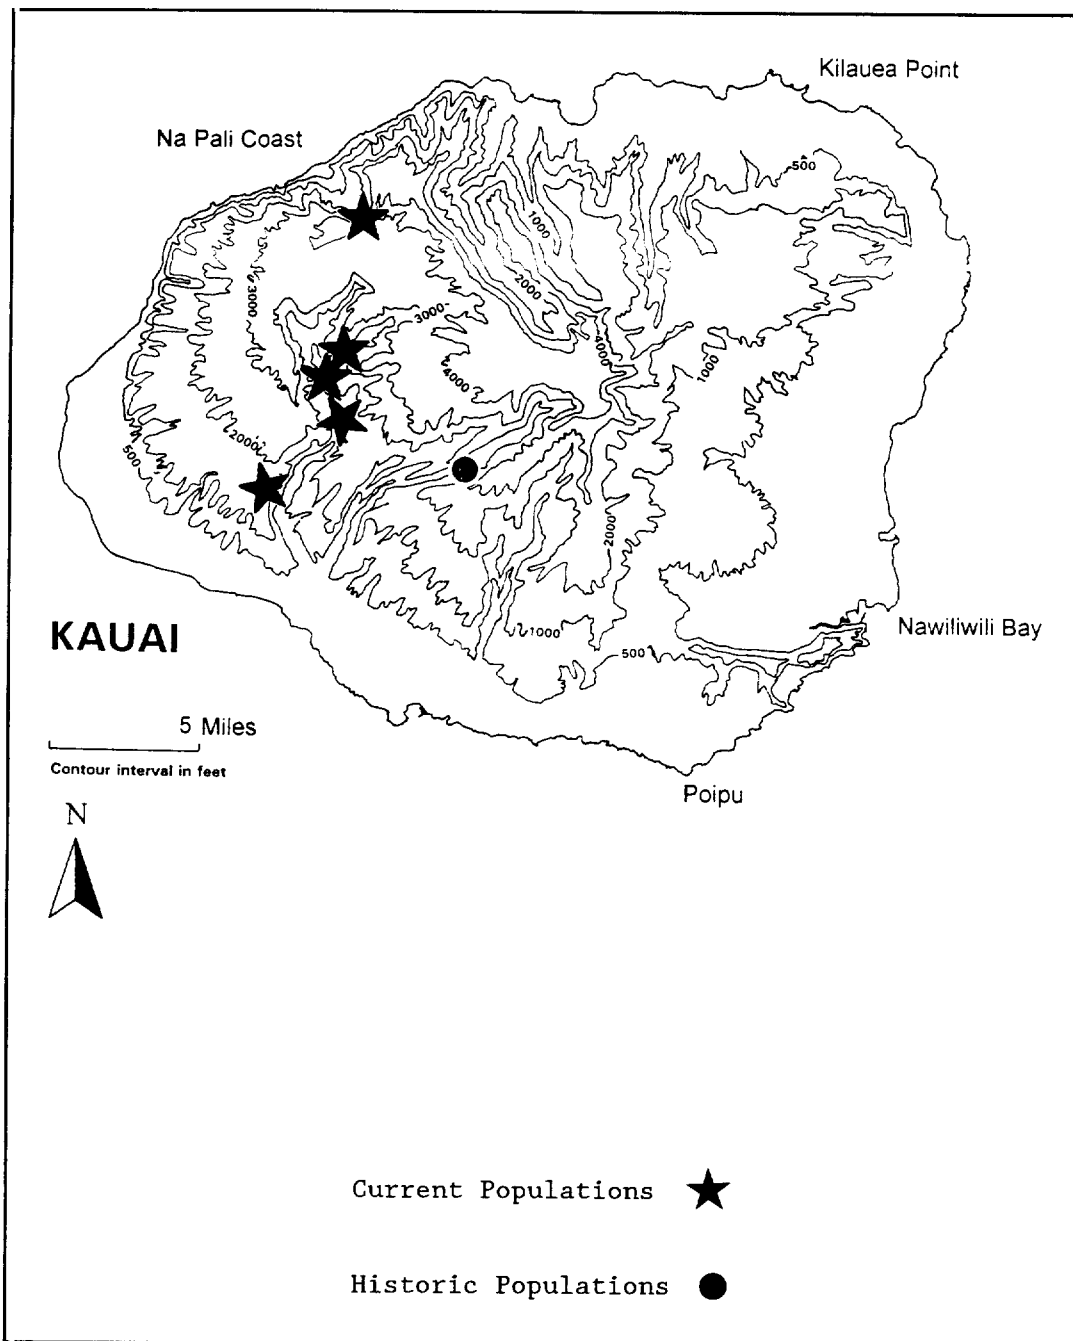 Kilauea Point
Na Pali Coast
500
1000
2000
3000
3000
4000
4000
1000
2000
500
2000
1000
500
KAUAI
Nawiliwili Bay
5 Miles
Contour interval in feet
Poipu
N
Current Populations
Historic Populations